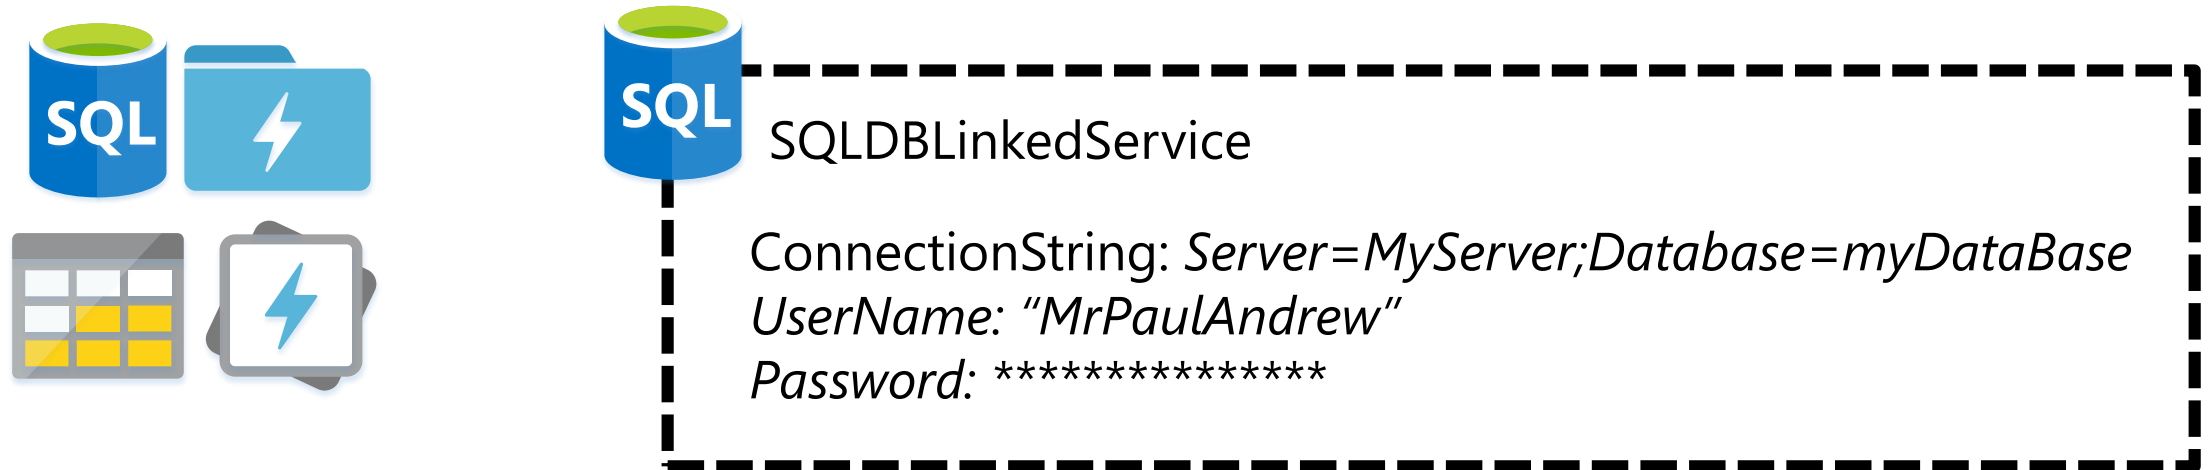 SQL
SQL
SQLDBLinkedService
ConnectionString: Server=MyServer;Database=myDataBase
UserName: “MrPaulAndrew”
Password: ***************